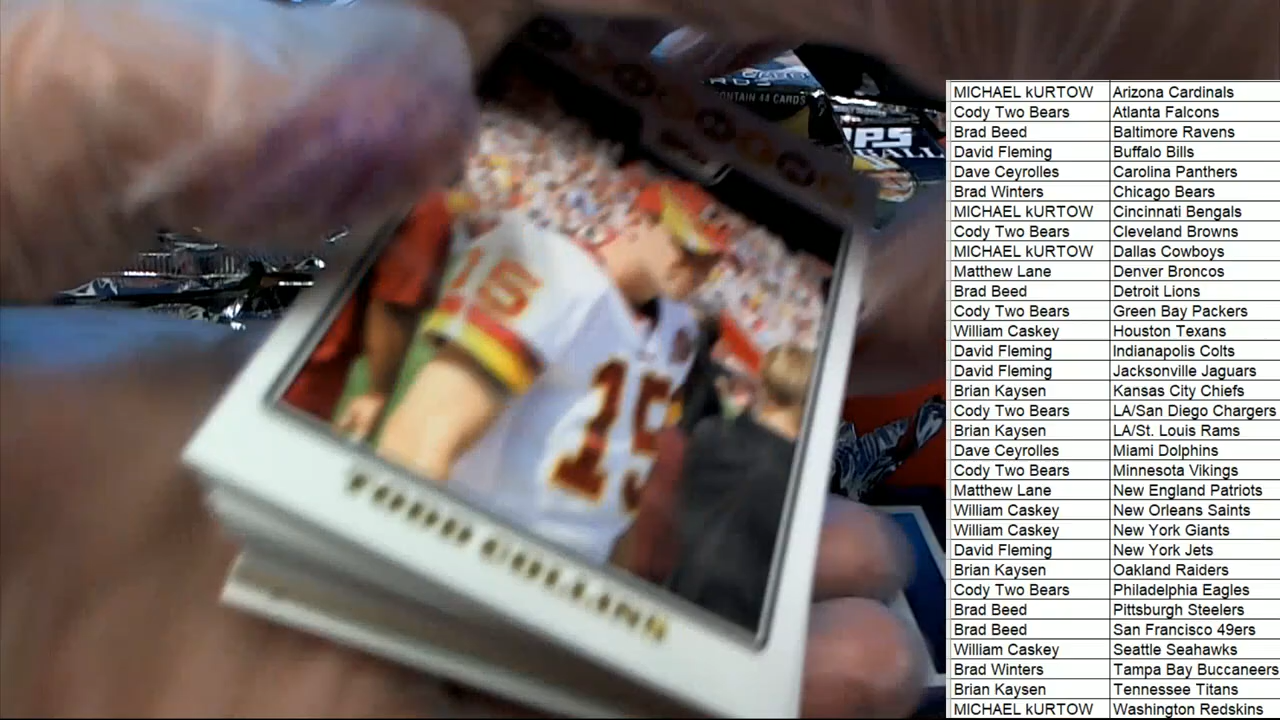 CONTAIN 44 CARDS
15
15
TODD COLLINS
MICHAEL kURTOW Arizona Cardinals
Cody Two Bears Atlanta Falcons
Brad Beed Baltimore Ravens
David Fleming Buffalo Bills
Dave Ceyrolles Carolina Panthers
Brad Winters Chicago Bears
MICHAEL kURTOW Cincinnati Bengals
Cody Two Bears Cleveland Browns
MICHAEL kURTOW Dallas Cowboys
Matthew Lane Denver Broncos
Brad Beed Detroit Lions
Cody Two Bears Green Bay Packers
William Caskey Houston Texans
David Fleming Indianapolis Colts
David Fleming Jacksonville Jaguars
Brian Kaysen Kansas City Chiefs
Cody Two Bears LA/San Diego Chargers
Brian Kaysen LA/St. Louis Rams
Dave Ceyrolles Miami Dolphins
Cody Two Bears Minnesota Vikings
Matthew Lane New England Patriots
William Caskey New Orleans Saints
William Caskey New York Giants
David Fleming New York Jets
Brian Kaysen Oakland Raiders
Cody Two Bears Philadelphia Eagles
Brad Beed Pittsburgh Steelers
Brad Beed San Francisco 49ers
William Caskey Seattle Seahawks
Brad Winters Tampa Bay Buccaneers
Brian Kaysen Tennessee Titans
MICHAEL kURTOW Washington Redskins